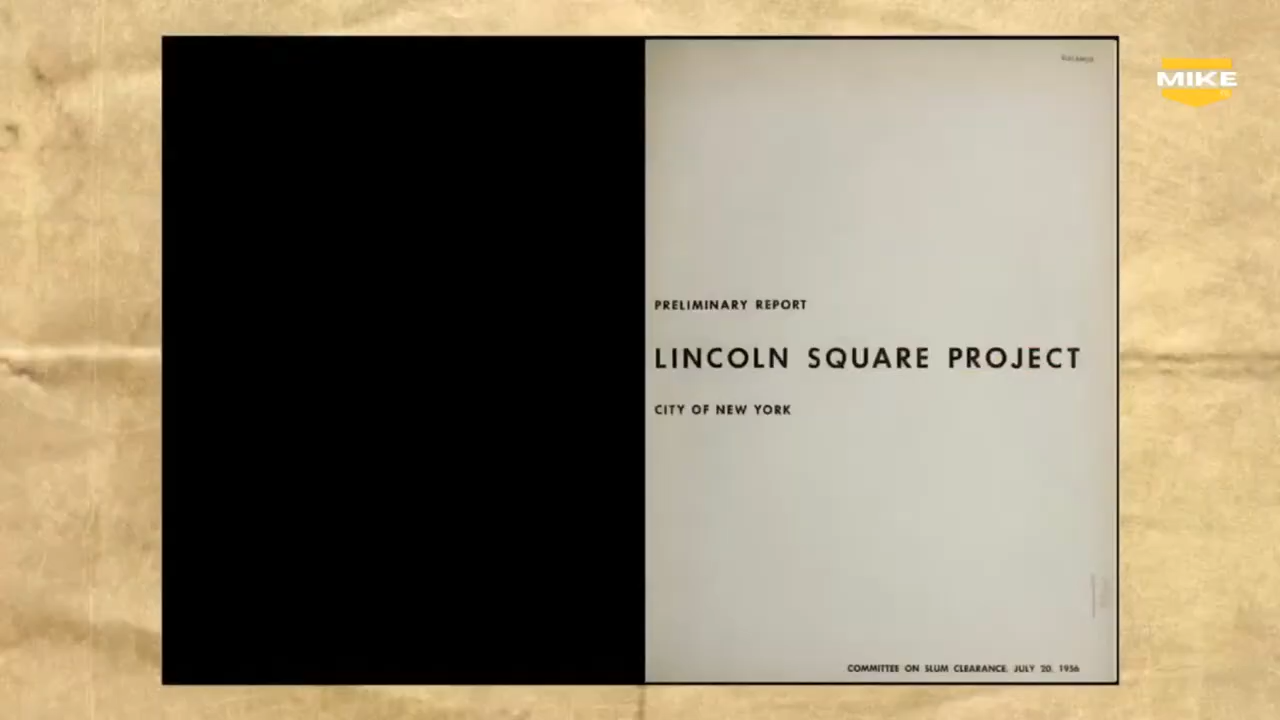 MIKE
PRELIMINARY REPORT
LINCOLN SQUARE PROJECT
CITY OF NEW YORK
COMMITTEE ON SLUM CLEARANCE, JULY 20, 1956